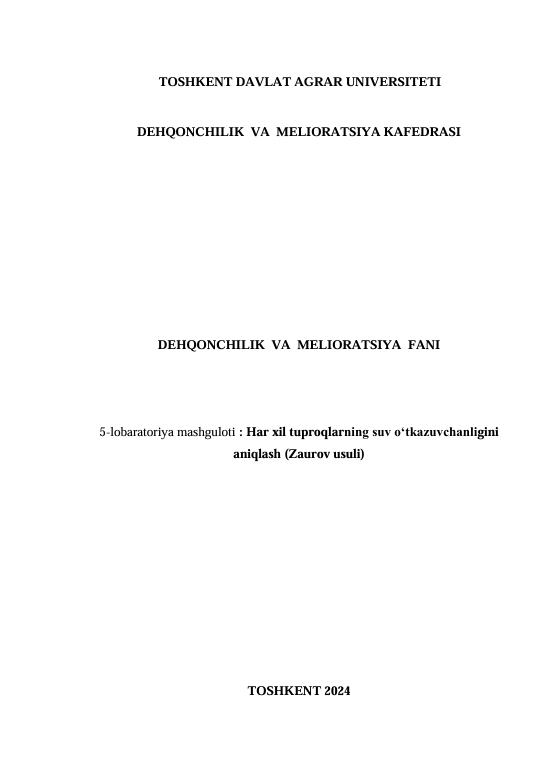 TOSHKENT DAVLAT AGRAR UNIVERSITETI
DEHQONCHILIK VA MELIORATSIYA KAFEDRASI
DEHQONCHILIK VA MELIORATSIYA FANI
5-lobaratoriya mashguloti : Har xil tuproqlarning suv o‘tkazuvchanligini
aniqlash (Zaurov usuli)
TOSHKENT 2024